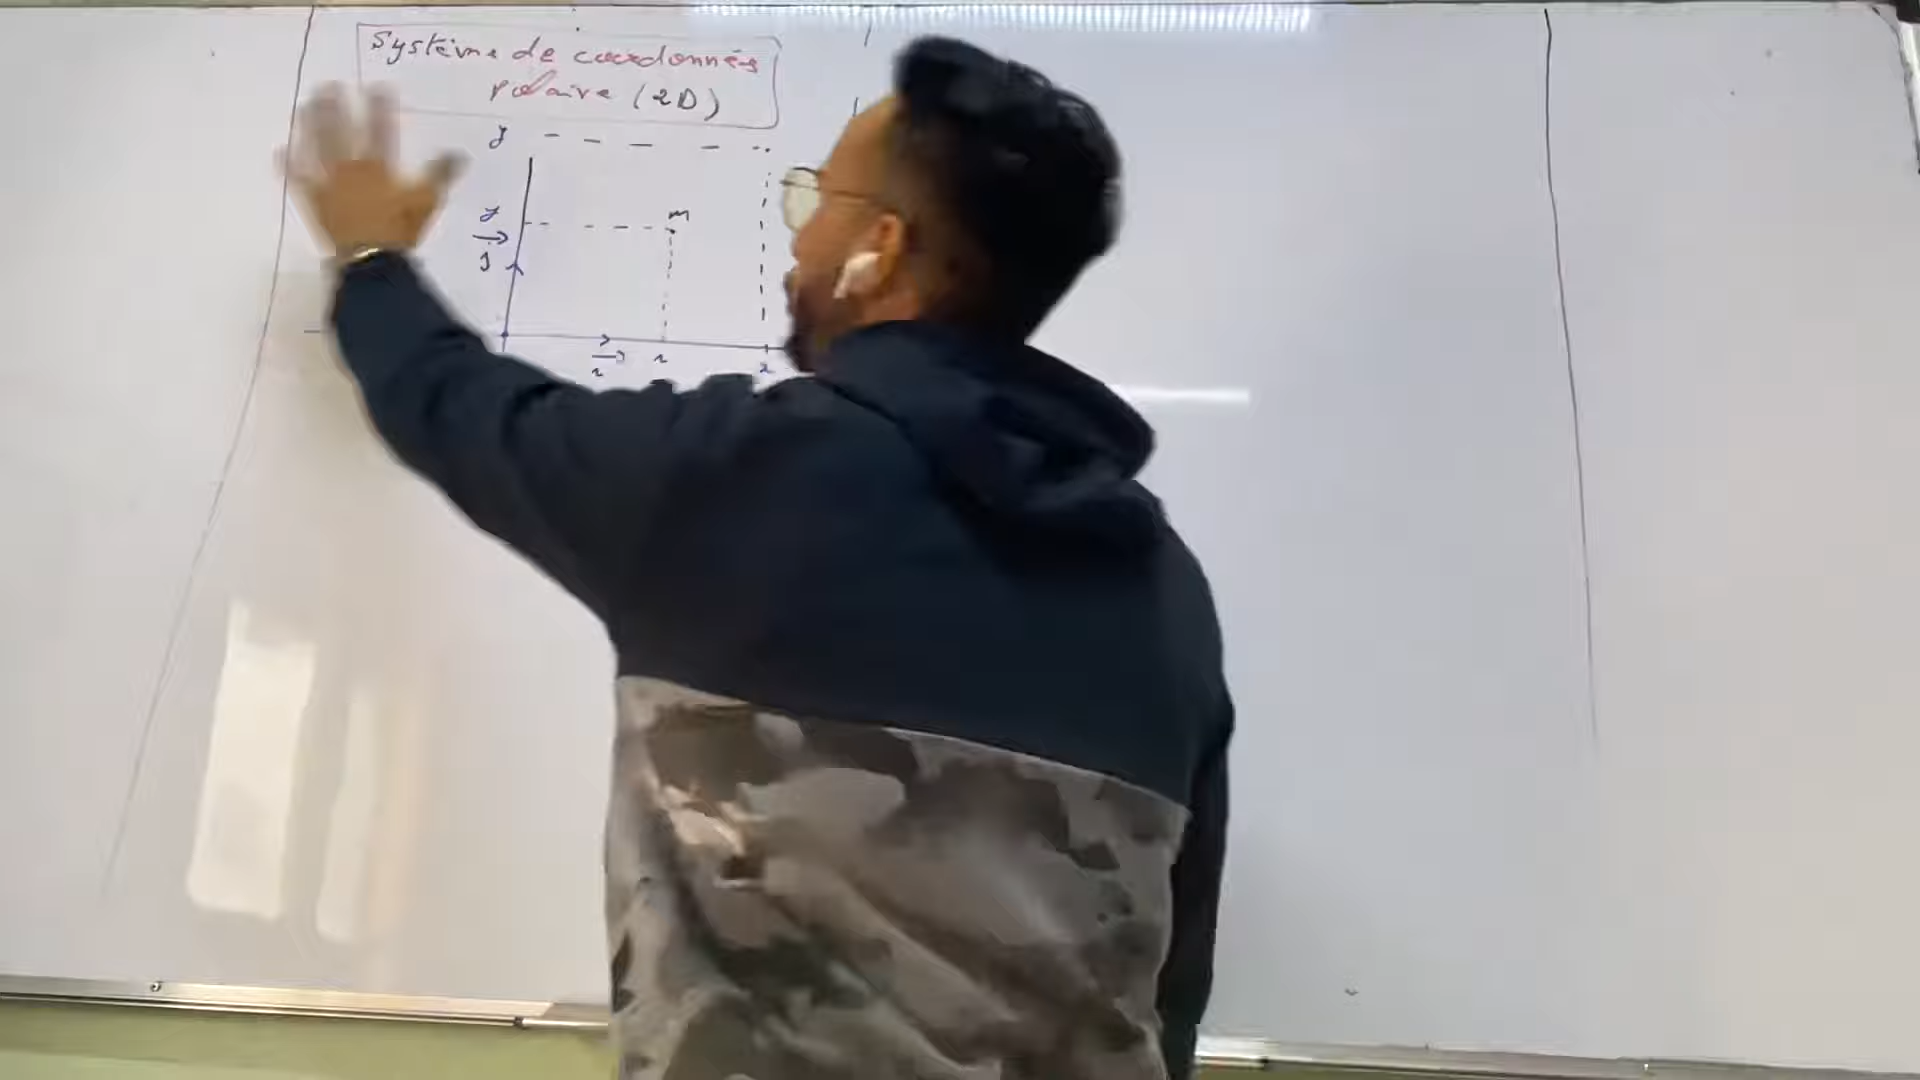 Système de coordonnées
polaire (2D)
y
y
m
j
i
x
x